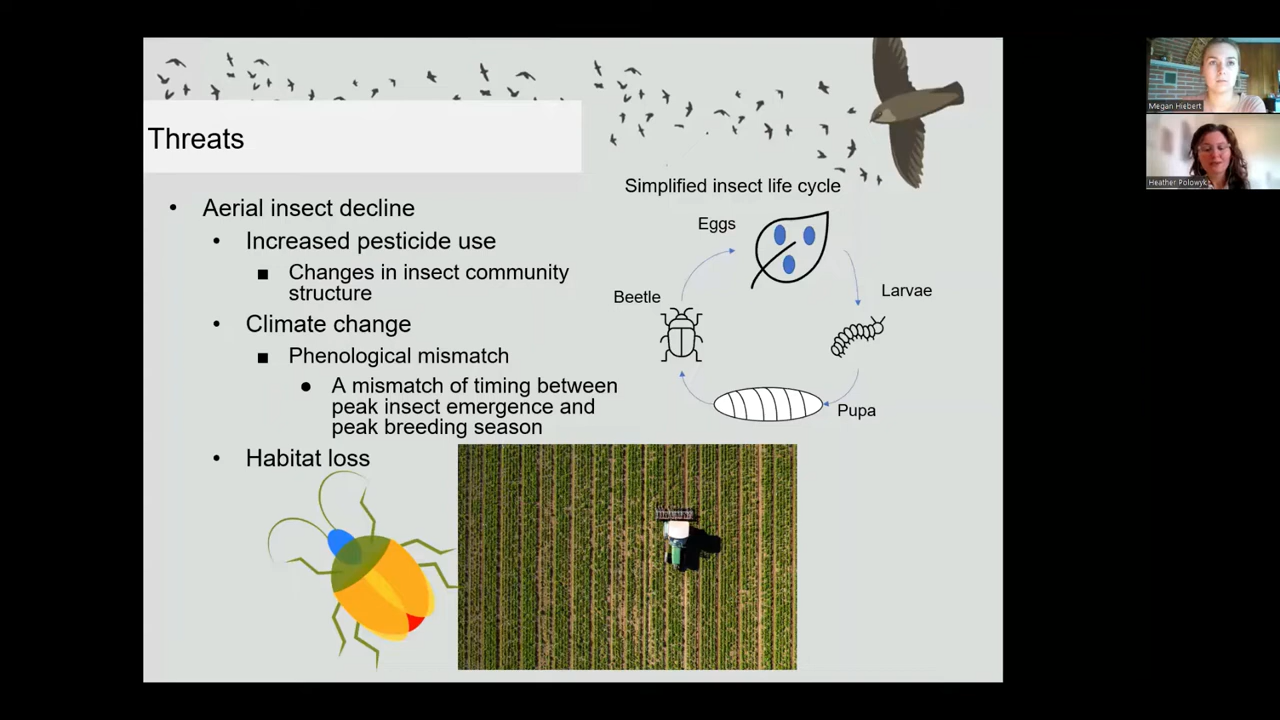 Threats
Aerial insect decline
Increased pesticide use
Changes in insect community
structure
Climate change
Phenological mismatch
A mismatch of timing between
peak insect emergence and
peak breeding season
Habitat loss
Simplified insect life cycle
Eggs
Larvae
Pupa
Beetle
Megan Hiebert
Heather Polowyk